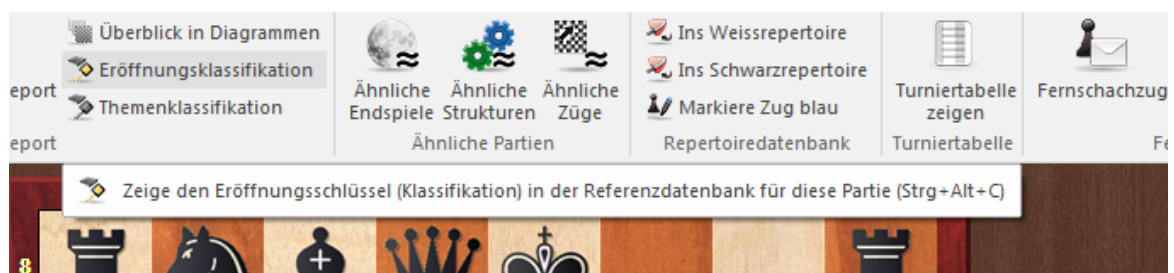 Überblick in Diagrammen
Eröffnungsklassifikation
eport
Themenklassifikation
eport
Ähnliche Endspiele
Ähnliche Strukturen
Ähnliche Züge
Ähnliche Partien
Ins Weissrepertoire
Ins Schwarzrepertoire
Markiere Zug blau
Repertoiredatenbank
Turniertabelle
zeigen
Turniertabelle
Fernschachzug
Fe
Zeige den Eröffnungsschlüssel (Klassifikation) in der Referenzdatenbank für diese Partie (Strg+Alt+C)
8